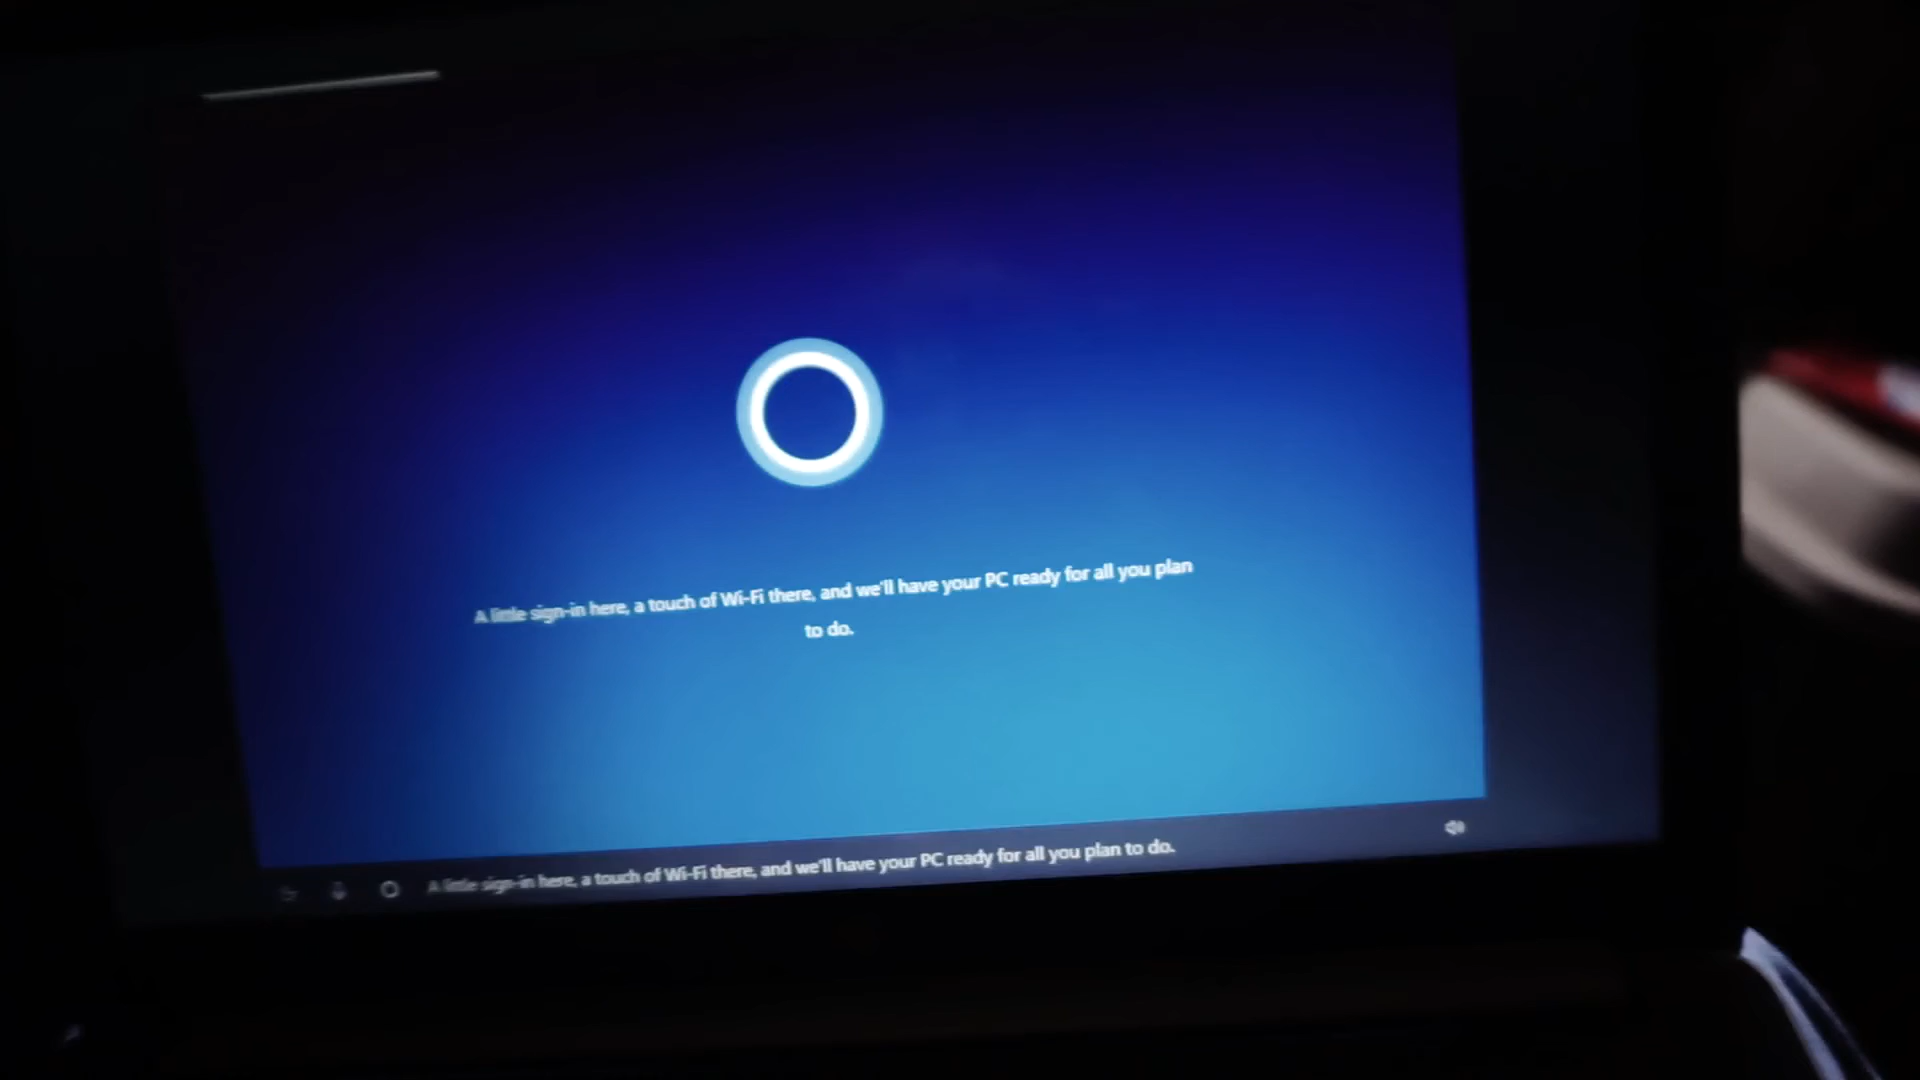 A little sign-in here, a touch of Wi-Fi there, and we'll have your PC ready for all you plan
to do.
A little sign-in here, a touch of Wi-Fi there, and we'll have your PC ready for all you plan to do.